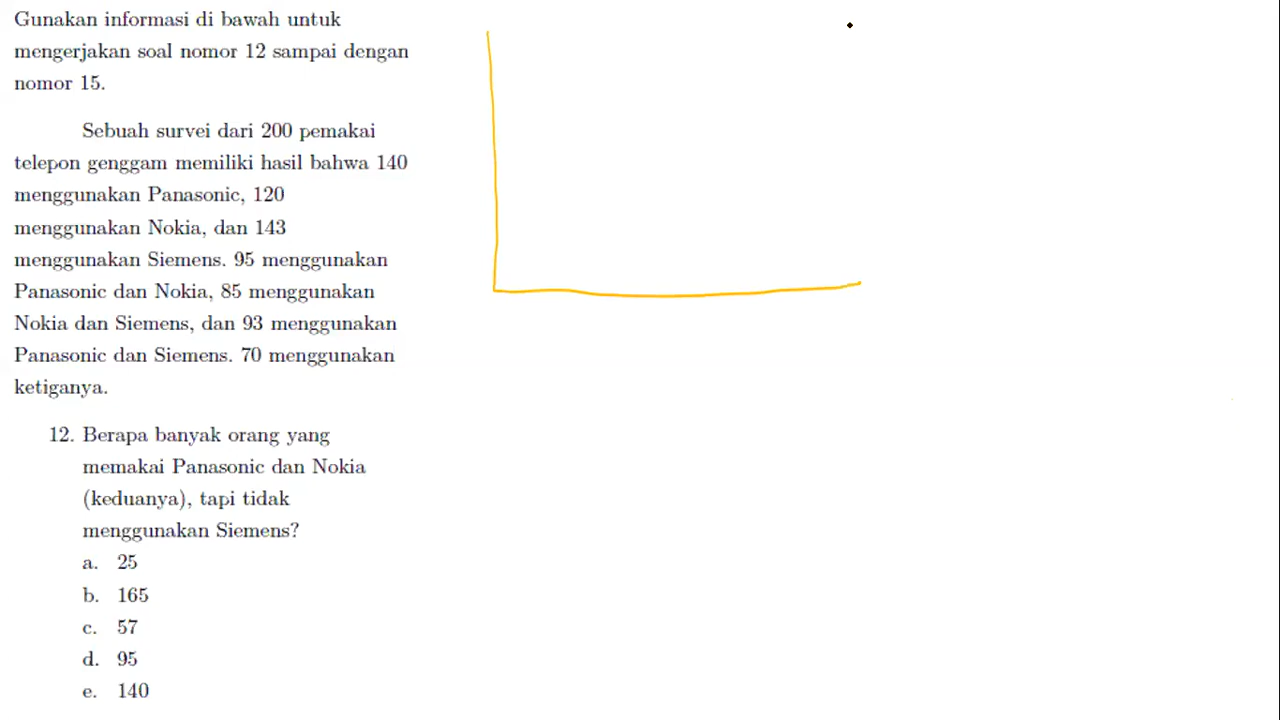 Gunakan informasi di bawah untuk
mengerjakan soal nomor 12 sampai dengan
nomor 15.
Sebuah survei dari 200 pemakai
telepon genggam memiliki hasil bahwa 140
menggunakan Panasonic, 120
menggunakan Nokia, dan 143
menggunakan Siemens. 95 menggunakan
Panasonic dan Nokia, 85 menggunakan
Nokia dan Siemens, dan 93 menggunakan
Panasonic dan Siemens. 70 menggunakan
ketiganya.
12. Berapa banyak orang yang
memakai Panasonic dan Nokia
(keduanya), tapi tidak
menggunakan Siemens?
a. 25
b. 165
c. 57
d. 95
e. 140